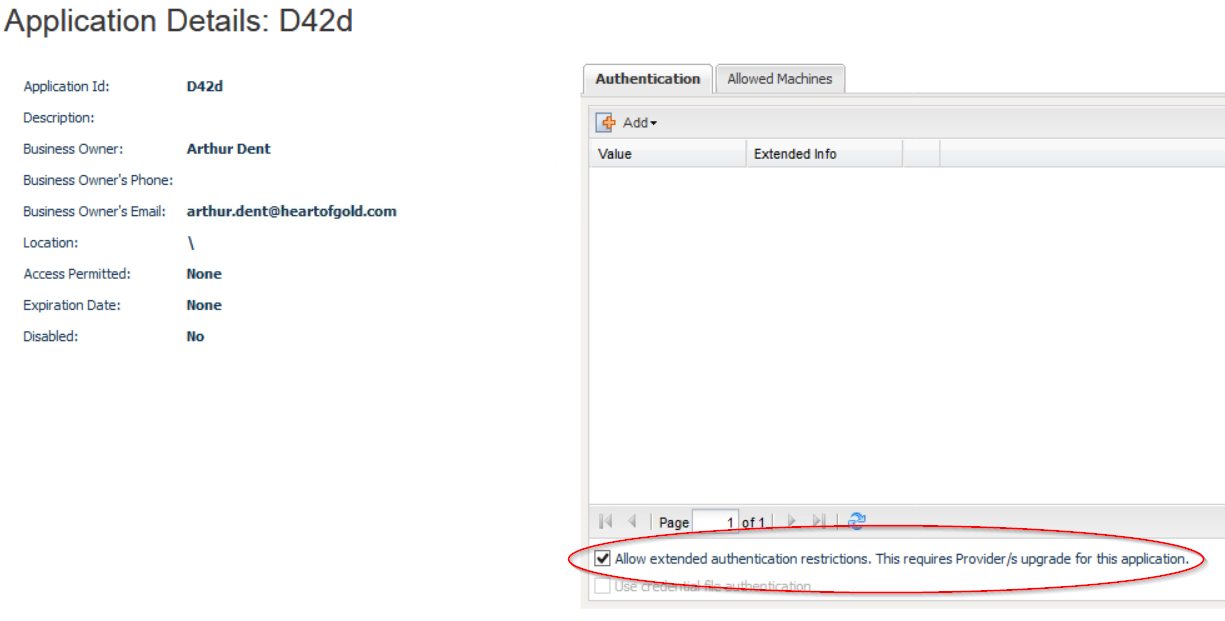 Application Details: D42d
Application Id: D42d
Description:
Business Owner: Arthur Dent
Business Owner's Phone:
Business Owner's Email: arthur.dent@heartofgold.com
Location: \
Access Permitted: None
Expiration Date: None
Disabled: No
Authentication Allowed Machines
Add
Value Extended Info
Page 1 of 1
Allow extended authentication restrictions. This requires Provider/s upgrade for this application.
Use credential file authentication